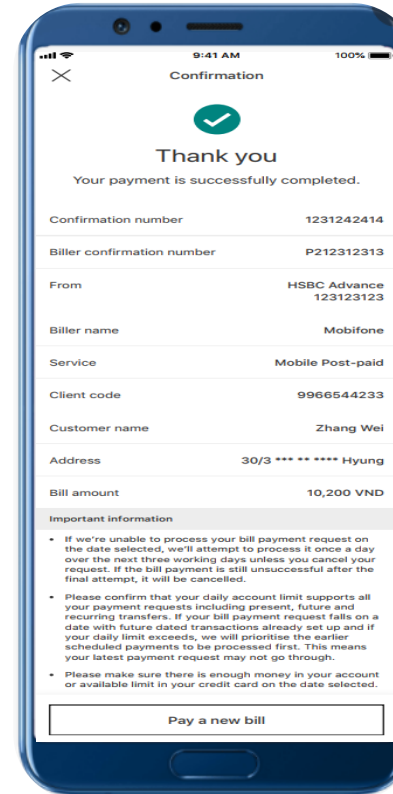 9:41 AM 100%
Confirmation
Thank you
Your payment is successfully completed.
Confirmation number 1231242414
Biller confirmation number P212312313
From HSBC Advance
123123123
Biller name Mobifone
Service Mobile Post-paid
Client code 9966544233
Customer name Zhang Wei
Address 30/3 *** ** **** Hyung
Bill amount 10,200 VND
Important information
• If we're unable to process your bill payment request on
the date selected, we'll attempt to process it once a day
over the next three working days unless you cancel your
request. If the bill payment is still unsuccessful after the
final attempt, it will be cancelled.
• Please confirm that your daily account limit supports all
your payment requests including present, future and
recurring transfers. If your bill payment request falls on a
date with future dated transactions already set up and if
your daily limit exceeds, we will prioritise the earlier
scheduled payments to be processed first. This means
your latest payment request may not go through.
• Please make sure there is enough money in your account
or available limit in your credit card on the date selected.
Pay a new bill